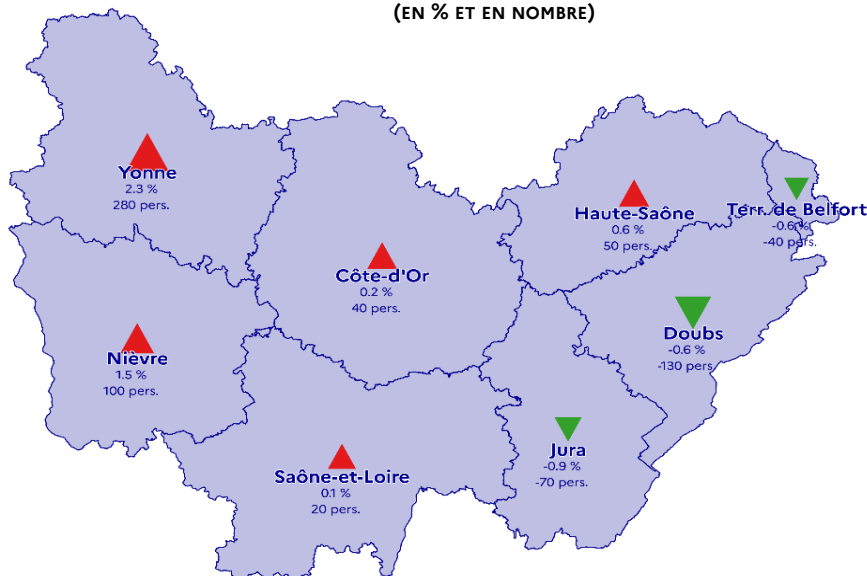 (EN % ET EN NOMBRE)
Yonne
2.3 %
280 pers.
Haute-Saône
0.6 %
50 pers.
Terr. de Belfort
-0.6 %
-40 pers.
Côte-d'Or
0.2 %
40 pers.
Doubs
-0.6 %
-130 pers.
Nièvre
1.5 %
100 pers.
Jura
-0.9 %
-70 pers.
Saône-et-Loire
0.1 %
20 pers.